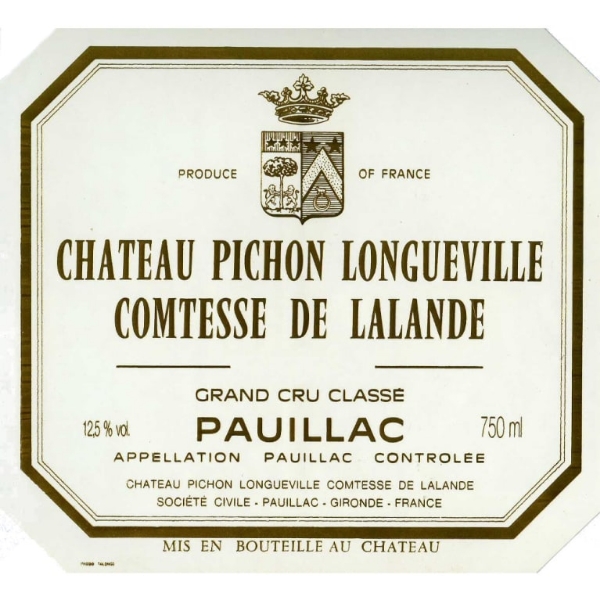 PRODUCE OF FRANCE
CHATEAU PICHON LONGUEVILLE
COMTESSE DE LALANDE
GRAND CRU CLASSÉ
12,5 % vol. PAUILLAC 750 ml
APPELLATION PAUILLAC CONTROLÉE
CHATEAU PICHON LONGUEVILLE COMTESSE DE LALANDE
SOCIÉTÉ CIVILE - PAUILLAC - GIRONDE - FRANCE
MIS EN BOUTEILLE AU CHATEAU